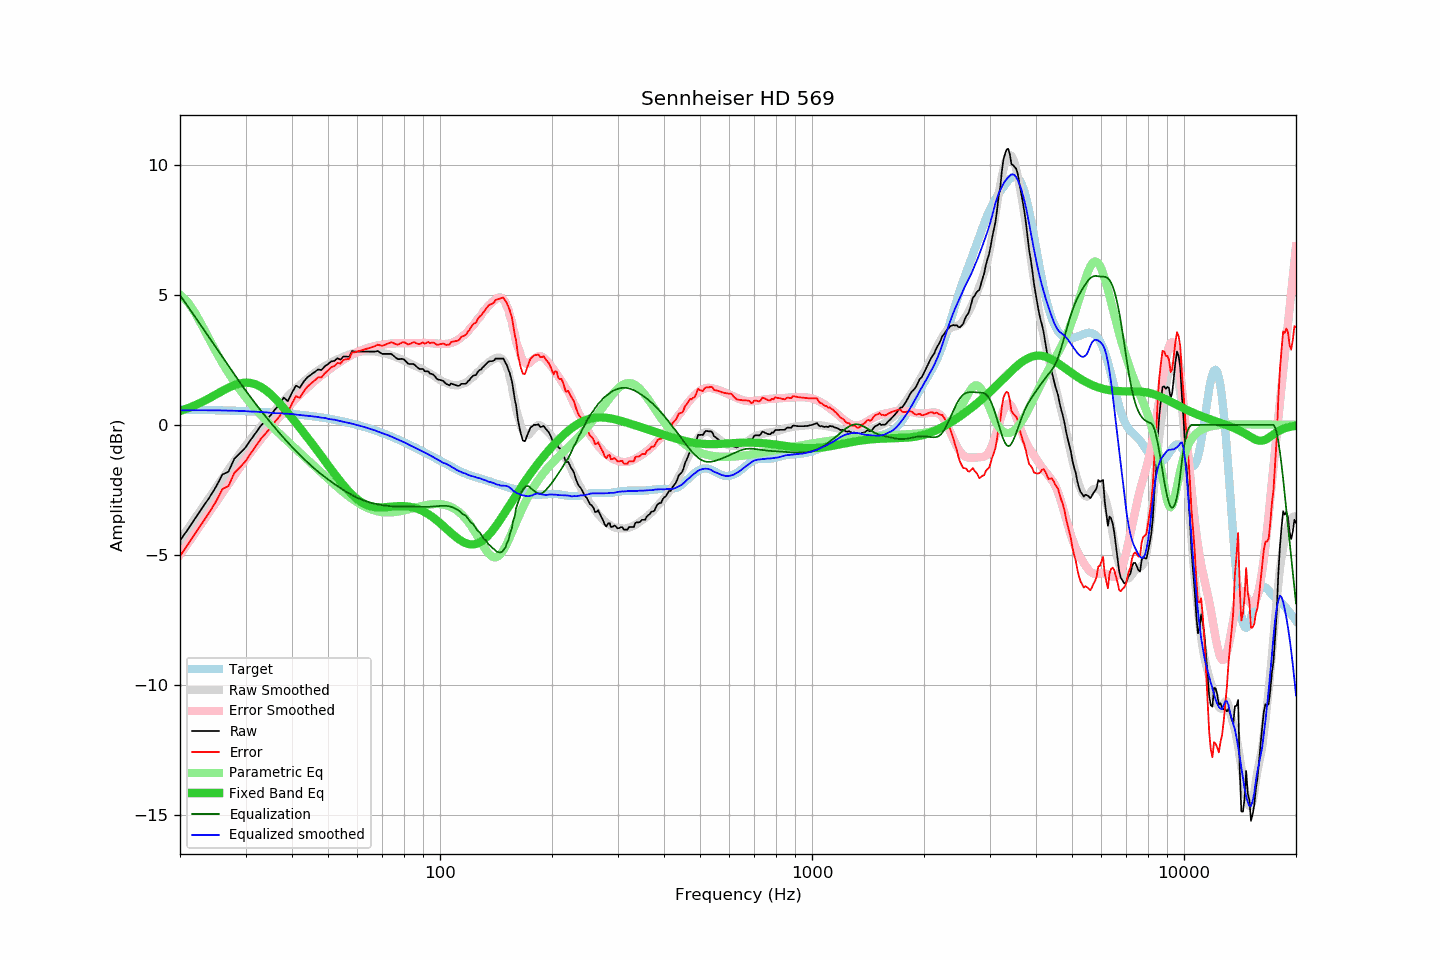 Sennheiser HD 569
Amplitude (dBr)
10
5
0
−5
−10
−15
Target
Raw Smoothed
Error Smoothed
Raw
Error
Parametric Eq
Fixed Band Eq
Equalization
Equalized smoothed
100
1000
10000
Frequency (Hz)